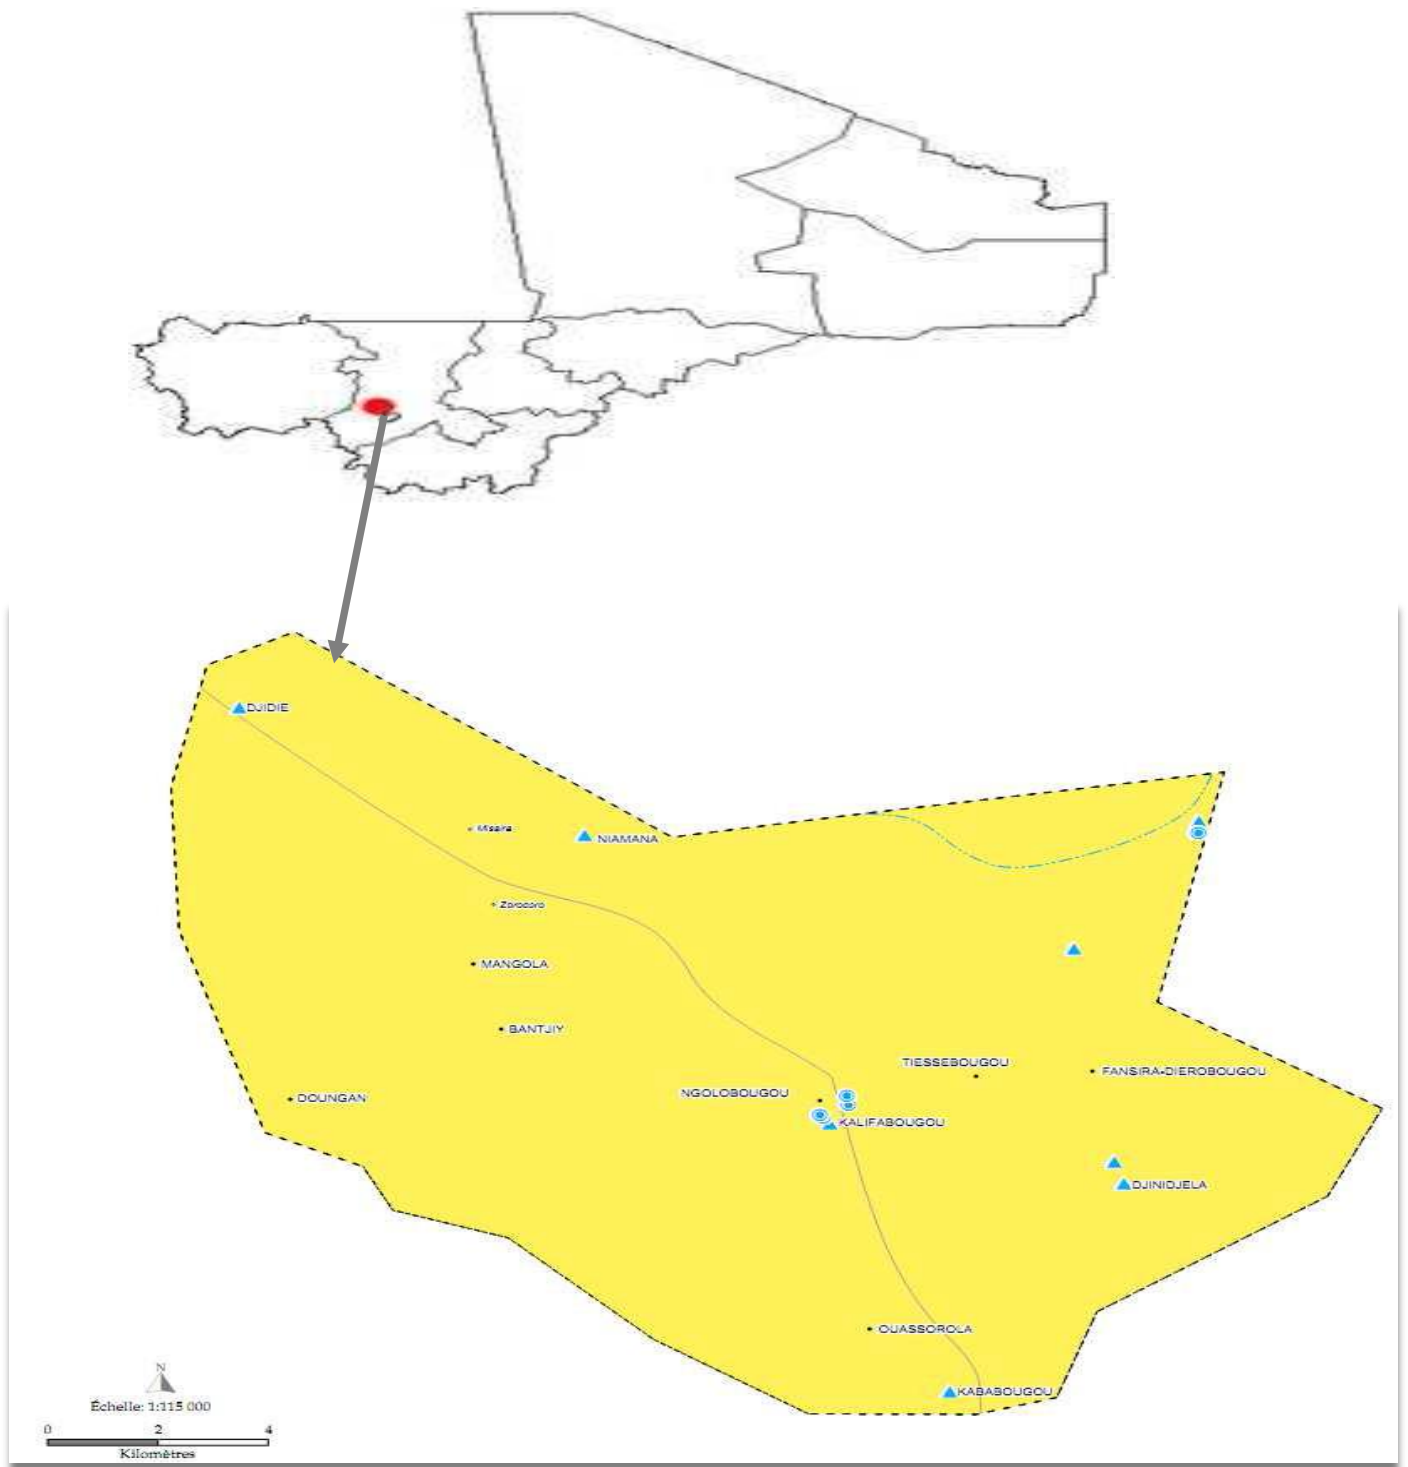 DJIDIE
Misira
NIAMANA
Zorocoro
MANGOLA
BANTJIY
TIESSEBOUGOU
FANSIRA-DIEROBOUGOU
NGOLOBOUGOU
DOUNGAN
KALIFABOUGOU
DJINIDJELA
OUASSOROLA
KABABOUGOU
N
Échelle: 1:115 000
0 2 4
Kilomètres